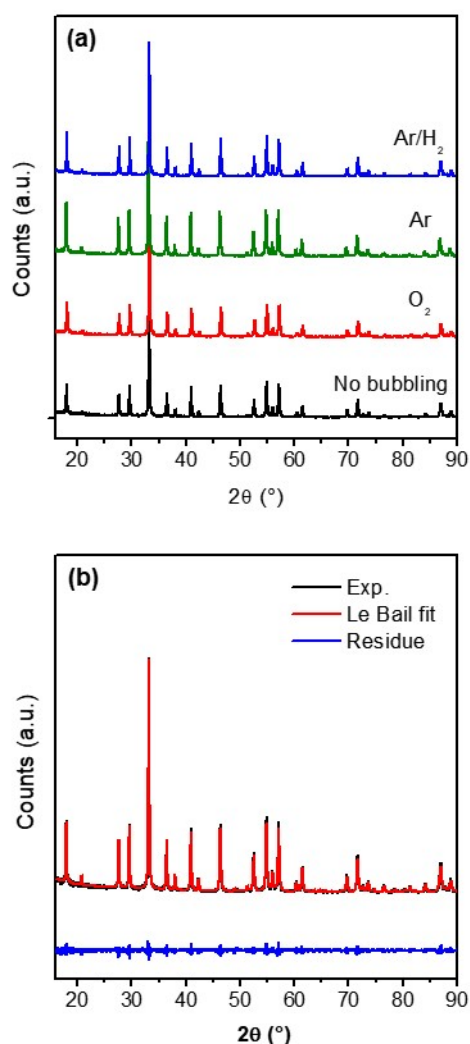 (a)
Ar/H₂
Ar
O₂
No bubbling
Counts (a.u.)
20 30 40 50 60 70 80 90
2θ (°)
(b)
Exp.
Le Bail fit
Residue
Counts (a.u.)
20 30 40 50 60 70 80 90
2θ (°)